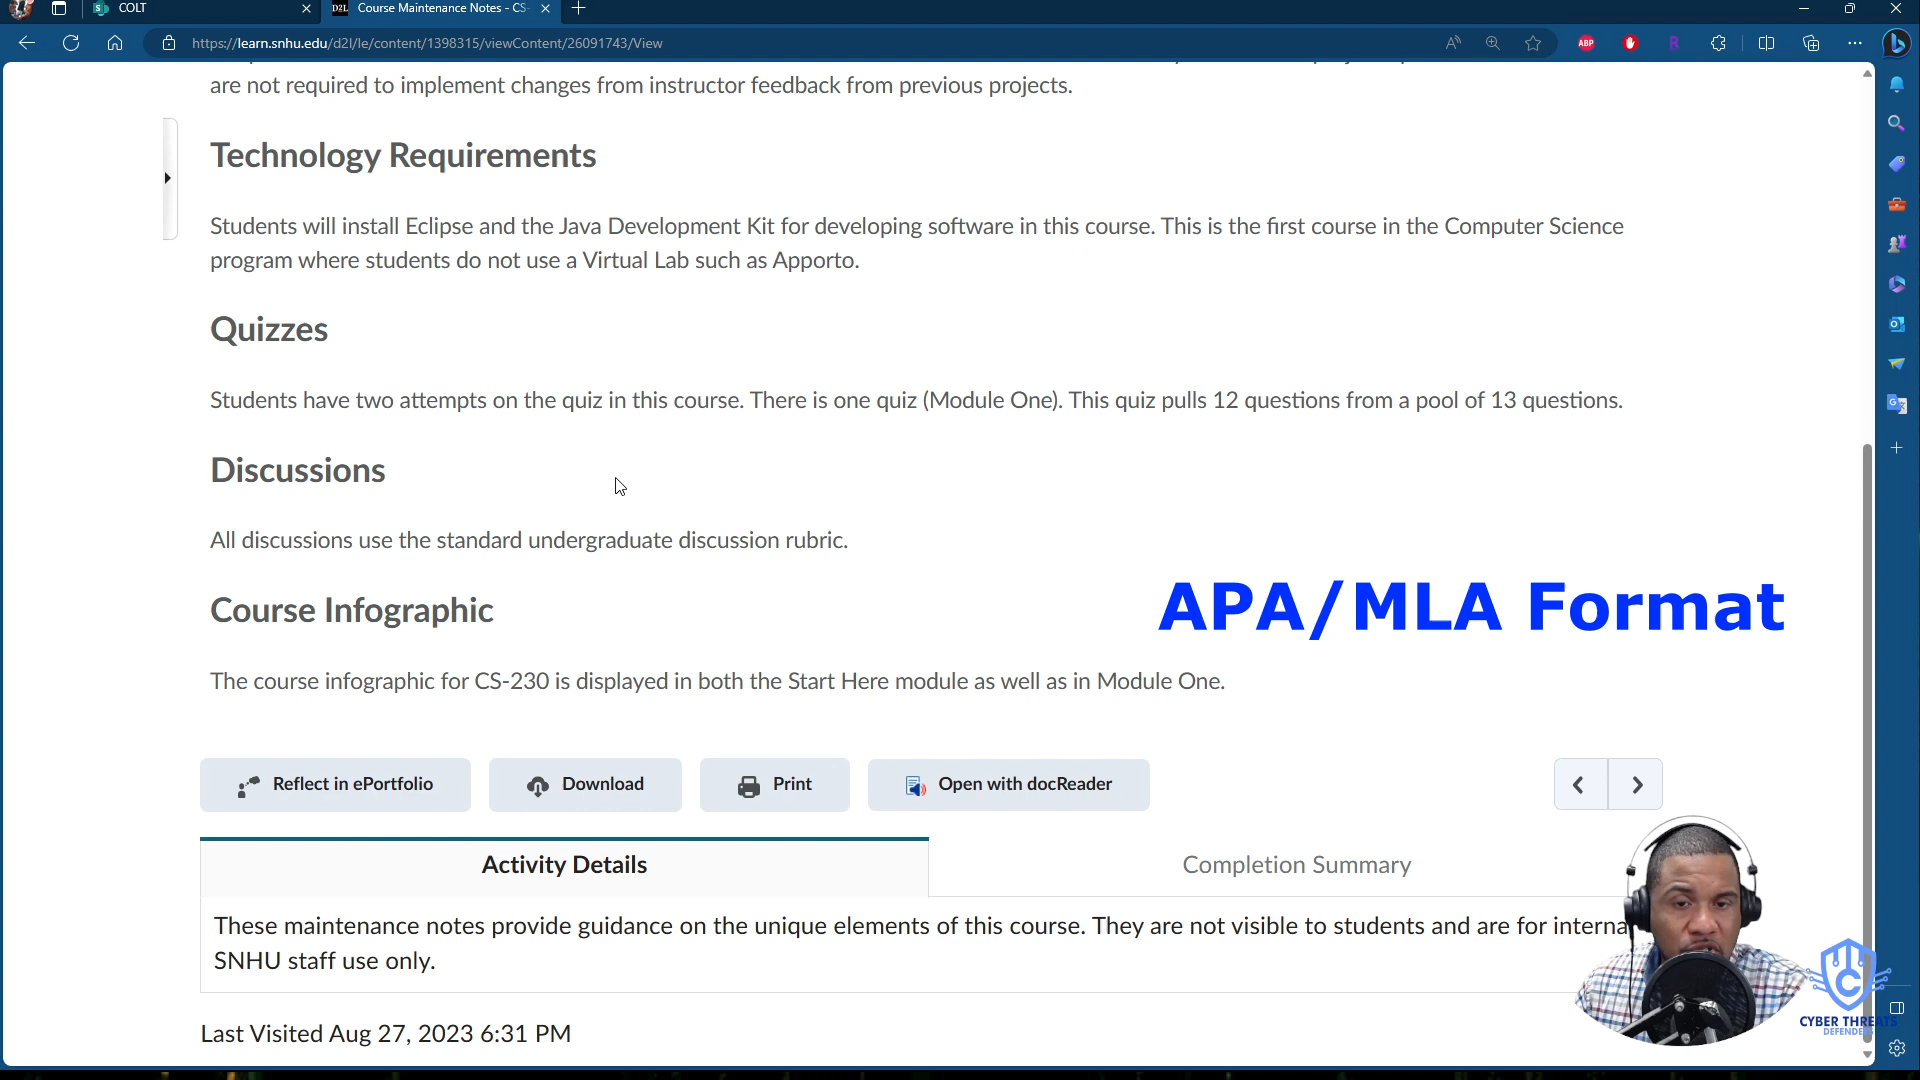 COLT
D2L Course Maintenance Notes - CS-
https://learn.snhu.edu/d2l/le/content/1398315/viewContent/26091743/View
ABP
are not required to implement changes from instructor feedback from previous projects.
Technology Requirements
Students will install Eclipse and the Java Development Kit for developing software in this course. This is the first course in the Computer Science
program where students do not use a Virtual Lab such as Apporto.
Quizzes
Students have two attempts on the quiz in this course. There is one quiz (Module One). This quiz pulls 12 questions from a pool of 13 questions.
Discussions
All discussions use the standard undergraduate discussion rubric.
APA/MLA Format
Course Infographic
The course infographic for CS-230 is displayed in both the Start Here module as well as in Module One.
Reflect in ePortfolio
Download
Print
Open with docReader
Activity Details
Completion Summary
These maintenance notes provide guidance on the unique elements of this course. They are not visible to students and are for interna
SNHU staff use only.
CYBER THREATS
DEFENDE
Last Visited Aug 27, 2023 6:31 PM